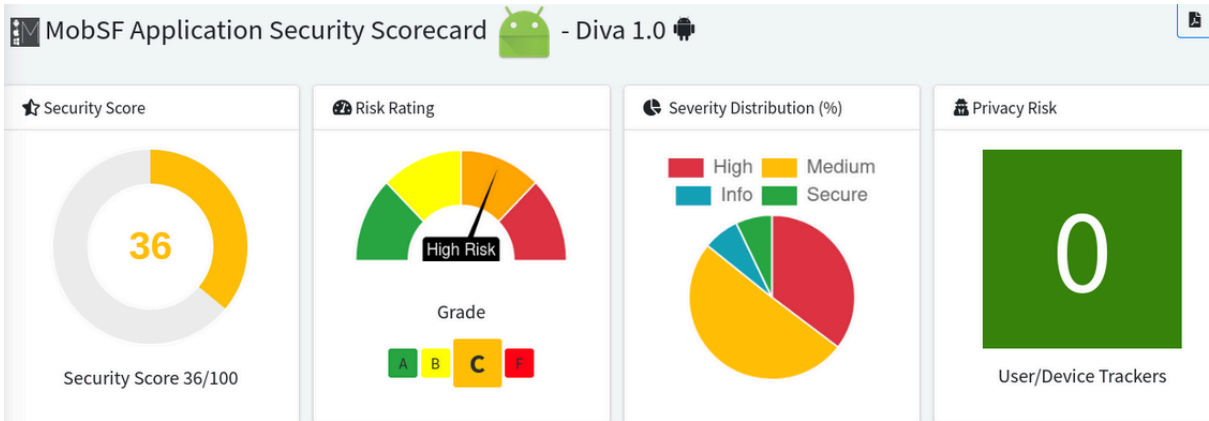 MobSF Application Security Scorecard - Diva 1.0
Security Score
36
Security Score 36/100
Risk Rating
High Risk
Grade
A B C F
Severity Distribution (%)
High Medium
Info Secure
Privacy Risk
0
User/Device Trackers